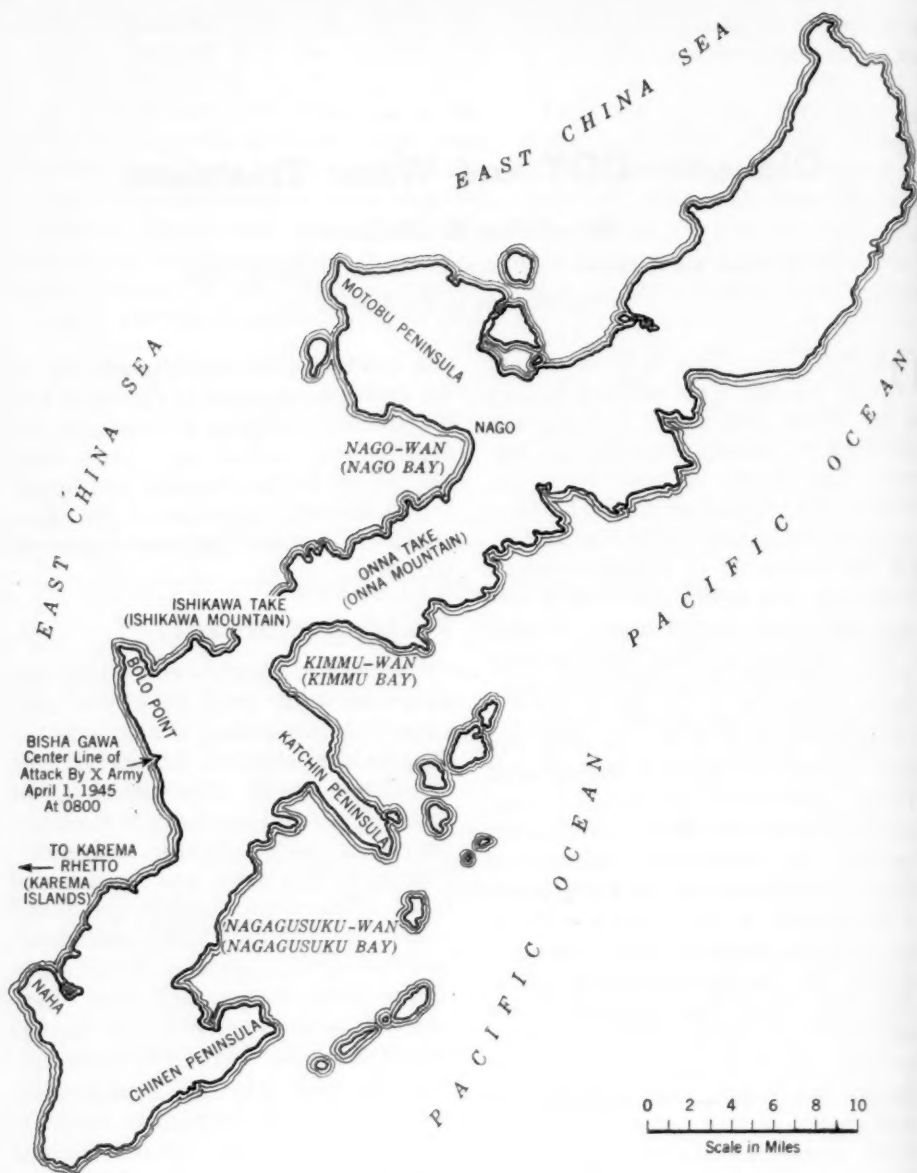 EAST CHINA SEA
MOTOBU PENINSULA
NAGO
NAGO-WAN
(NAGO BAY)
EAST CHINA SEA
PACIFIC OCEAN
ONNA TAKE
(ONNA MOUNTAIN)
ISHIKAWA TAKE
(ISHIKAWA MOUNTAIN)
KIMMU-WAN
(KIMMU BAY)
BOLO POINT
BISHA GAWA
Center Line of
Attack By X Army
April 1, 1945
At 0800
KATCHIN PENINSULA
TO KAREMA
RHETTO
(KAREMA
ISLANDS)
NAGAGUSUKU-WAN
(NAGAGUSUKU BAY)
PACIFIC OCEAN
NAHA
CHINEN PENINSULA
0 2 4 6 8 10
Scale in Miles